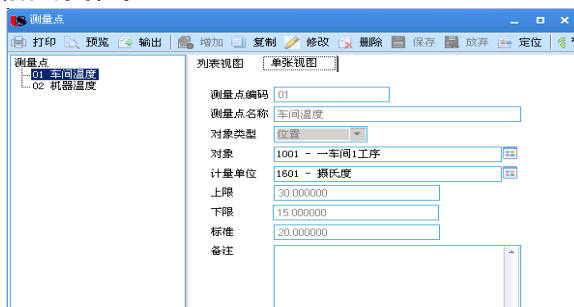 测量点
打印 预览 输出 增加 复制 修改 删除 保存 放弃 定位
测量点
01 车间温度
02 机器温度
列表视图 单张视图
测量点编码 01
测量点名称 车间温度
对象类型 位置
对象 1001 - 一车间1工序
计量单位 1601 - 摄氏度
上限 30.000000
下限 15.000000
标准 20.000000
备注